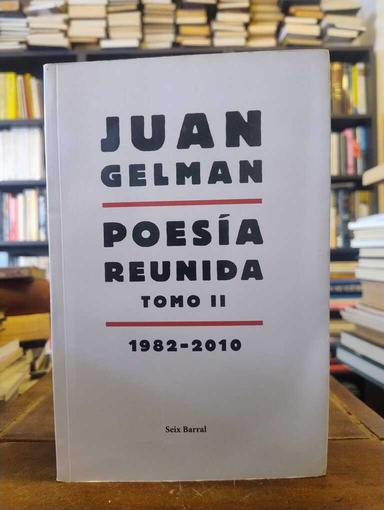 JUAN
GELMAN
POESÍA
REUNIDA
TOMO II
1982-2010
Seix Barral